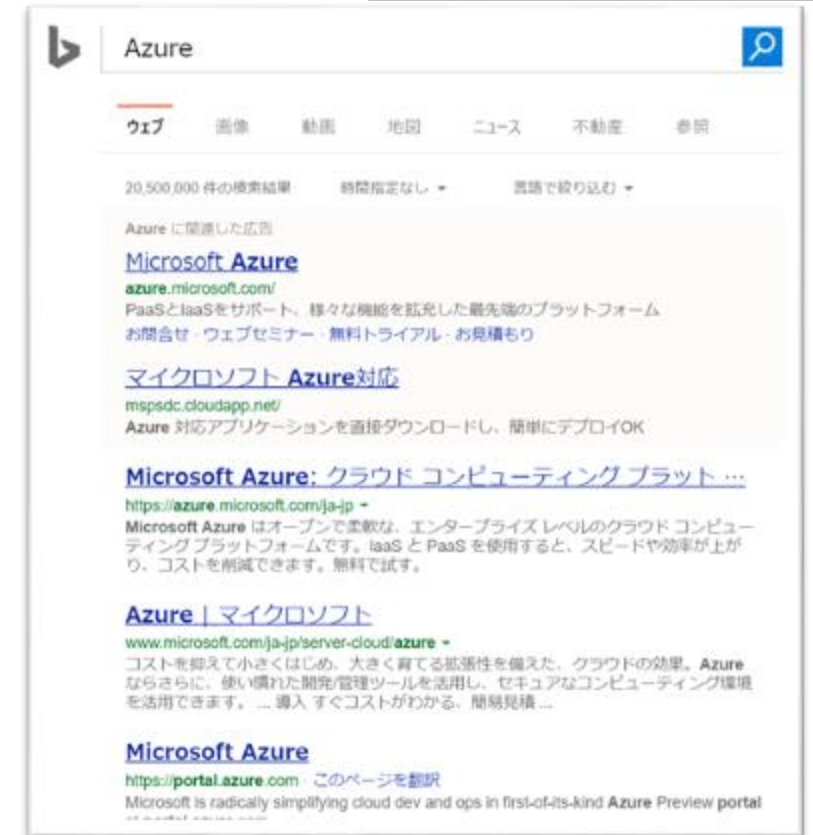 Azure
ウェブ 画像 動画 地図 ニュース 不動産 参照
20,500,000 件の検索結果 時間指定なし 言語で絞り込む
Azure に関連した広告
Microsoft Azure
azure.microsoft.com/
PaaSとIaaSをサポート、様々な機能を拡充した最先端のプラットフォーム
お問合せ · ウェブセミナー · 無料トライアル · お見積もり
マイクロソフト Azure対応
mspsdc.cloudapp.net/
Azure 対応アプリケーションを直接ダウンロードし、簡単にデプロイOK
Microsoft Azure: クラウド コンピューティング プラット …
https://azure.microsoft.com/ja-jp
Microsoft Azure はオープンで柔軟な、エンタープライズ レベルのクラウド コンピュー
ティング プラットフォームです。IaaS と PaaS を使用すると、スピードや効率が上が
り、コストを削減できます。無料で試す。
Azure | マイクロソフト
www.microsoft.com/ja-jp/server-cloud/azure
コストを抑えて小さくはじめ、大きく育てる拡張性を備えた、クラウドの効果。Azure
ならさらに、使い慣れた開発/管理ツールを活用し、セキュアなコンピューティング環境
を活用できます。 ... 導入 すぐコストがわかる、簡易見積 ...
Microsoft Azure
https://portal.azure.com · このページを翻訳
Microsoft is radically simplifying cloud dev and ops in first-of-its-kind Azure Preview portal